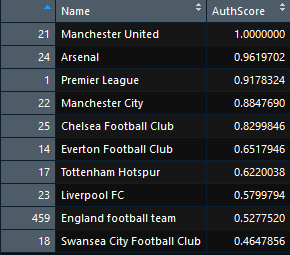 Name AuthScore
21 Manchester United 1.0000000
24 Arsenal 0.9619702
1 Premier League 0.9178324
22 Manchester City 0.8847690
25 Chelsea Football Club 0.8299846
14 Everton Football Club 0.6517946
17 Tottenham Hotspur 0.6220038
23 Liverpool FC 0.5799794
459 England football team 0.5277520
18 Swansea City Football Club 0.4647856